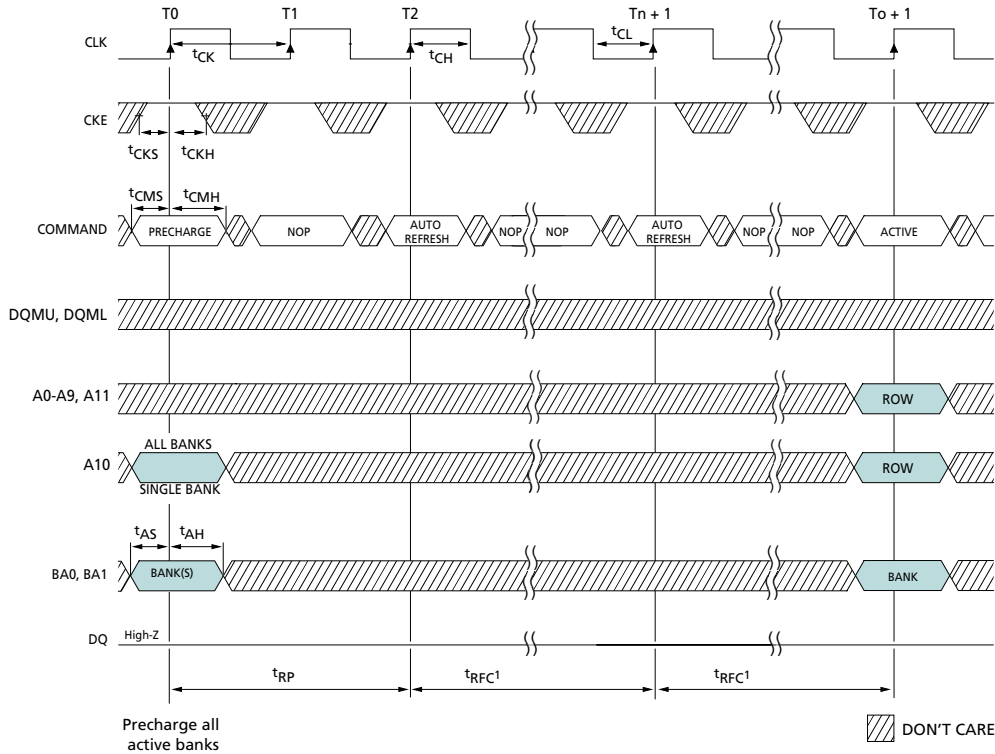 T0 T1 T2 Tn + 1 To + 1
CLK
tCK tCH tCL
CKE
tCKS tCKH
tCMS tCMH
COMMAND PRECHARGE NOP AUTO REFRESH NOP NOP AUTO REFRESH NOP NOP ACTIVE
DQMU, DQML
A0-A9, A11 ROW
ALL BANKS
A10 ROW
SINGLE BANK
tAS tAH
BA0, BA1 BANK(S) BANK
DQ High-Z
tRP tRFC1 tRFC1
Precharge all
active banks
DON'T CARE